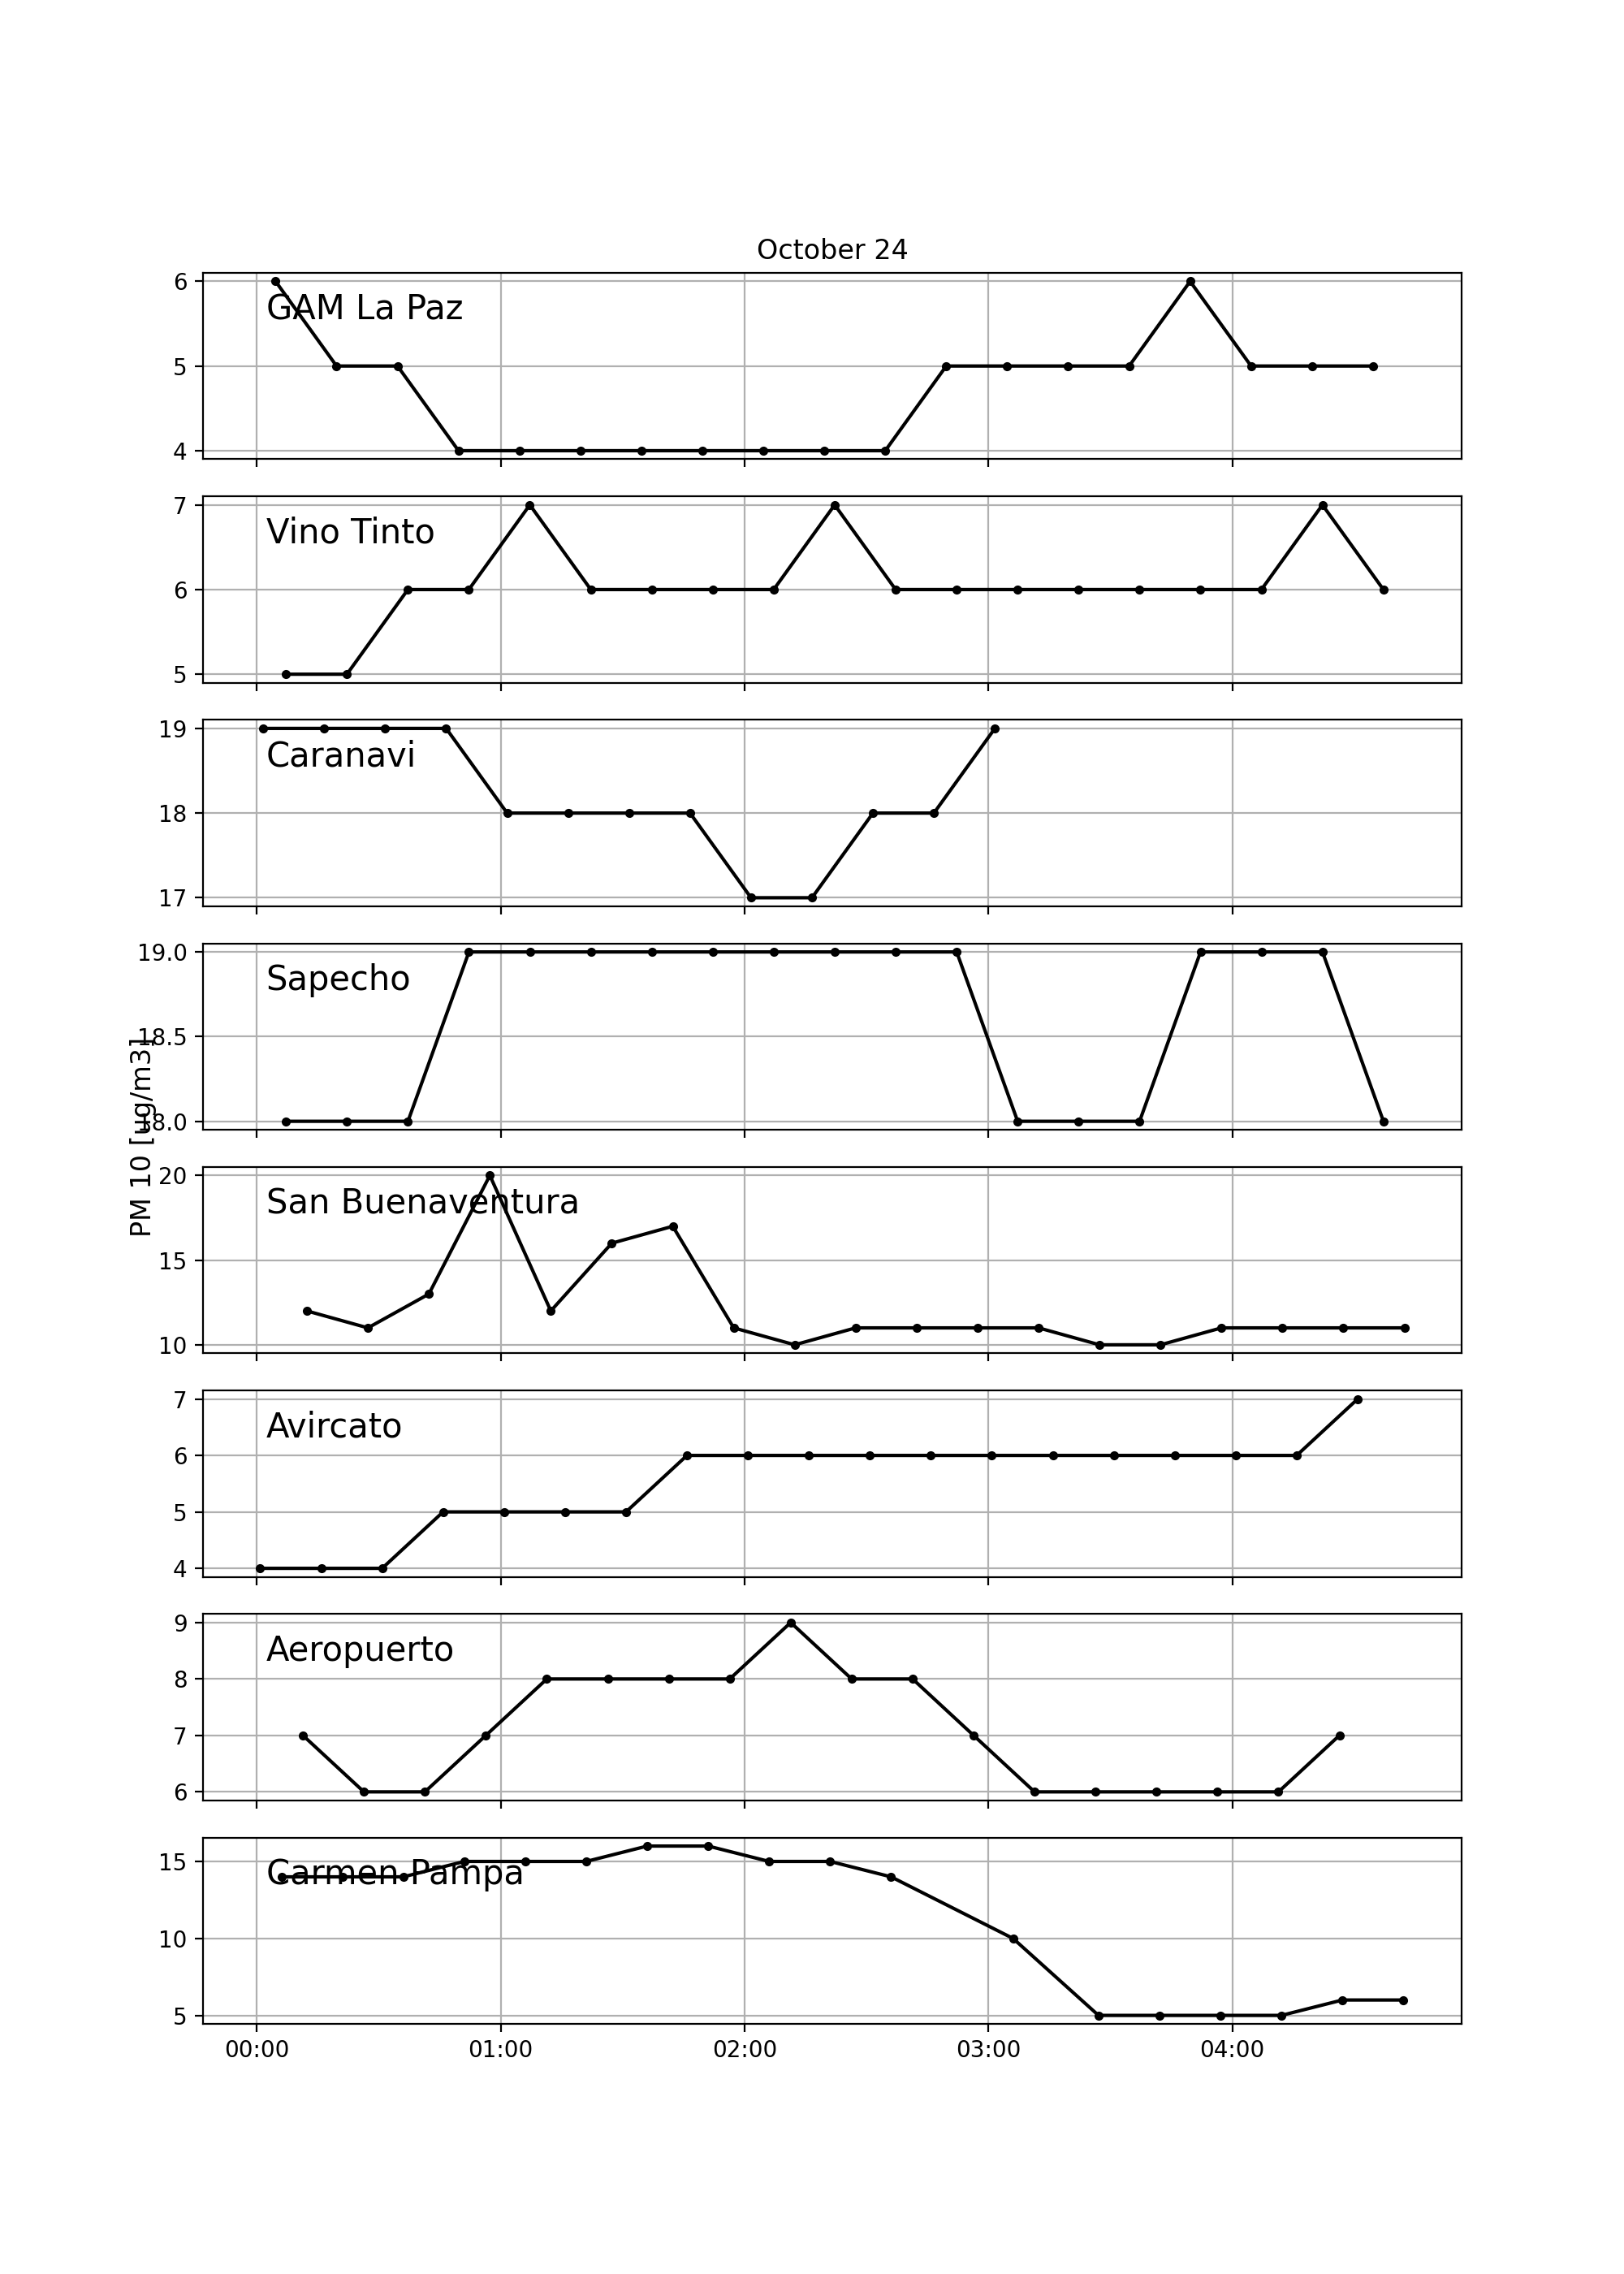 October 24
6
GAM La Paz
5
4
7
Vino Tinto
6
5
19
Caranavi
18
17
19.0
Sapecho
18.5
18.0
PM 10 [ug/m3]
20
San Buenaventura
15
10
7
Avircato
6
5
4
9
Aeropuerto
8
7
6
15
Carmen Pampa
10
5
00:00 01:00 02:00 03:00 04:00